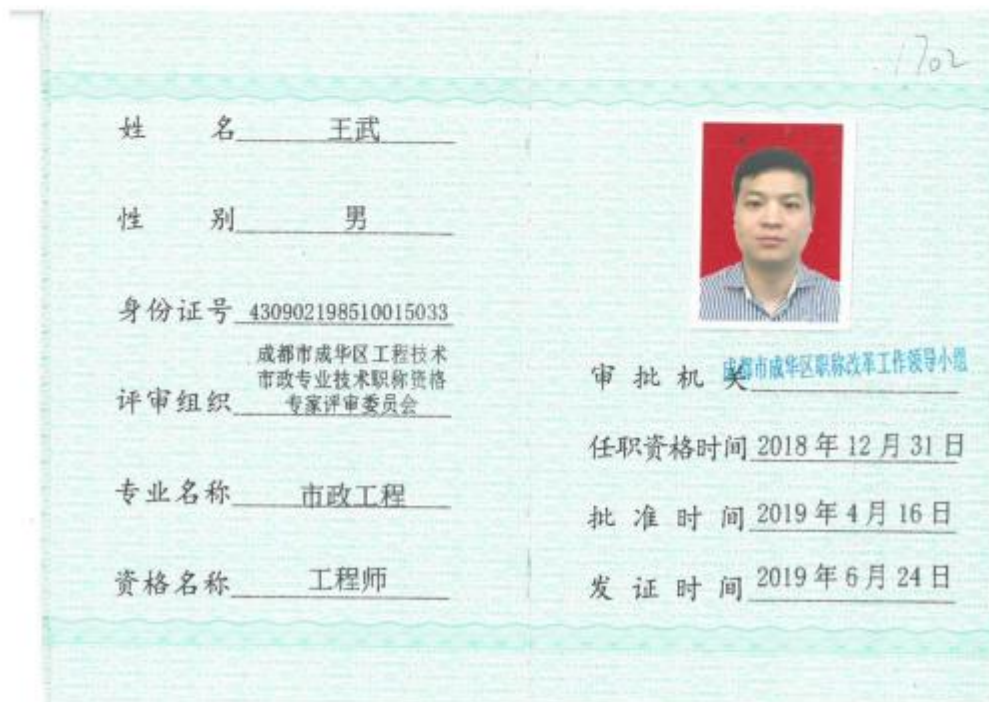 1702
姓名 王武
性别 男
身份证号 430902198510015033
成都市成华区工程技术
市政专业技术职称资格
评审组织 专家评审委员会
专业名称 市政工程
资格名称 工程师
审批机关 成都市成华区职称改革工作领导小组
任职资格时间 2018年12月31日
批准时间 2019年4月16日
发证时间 2019年6月24日